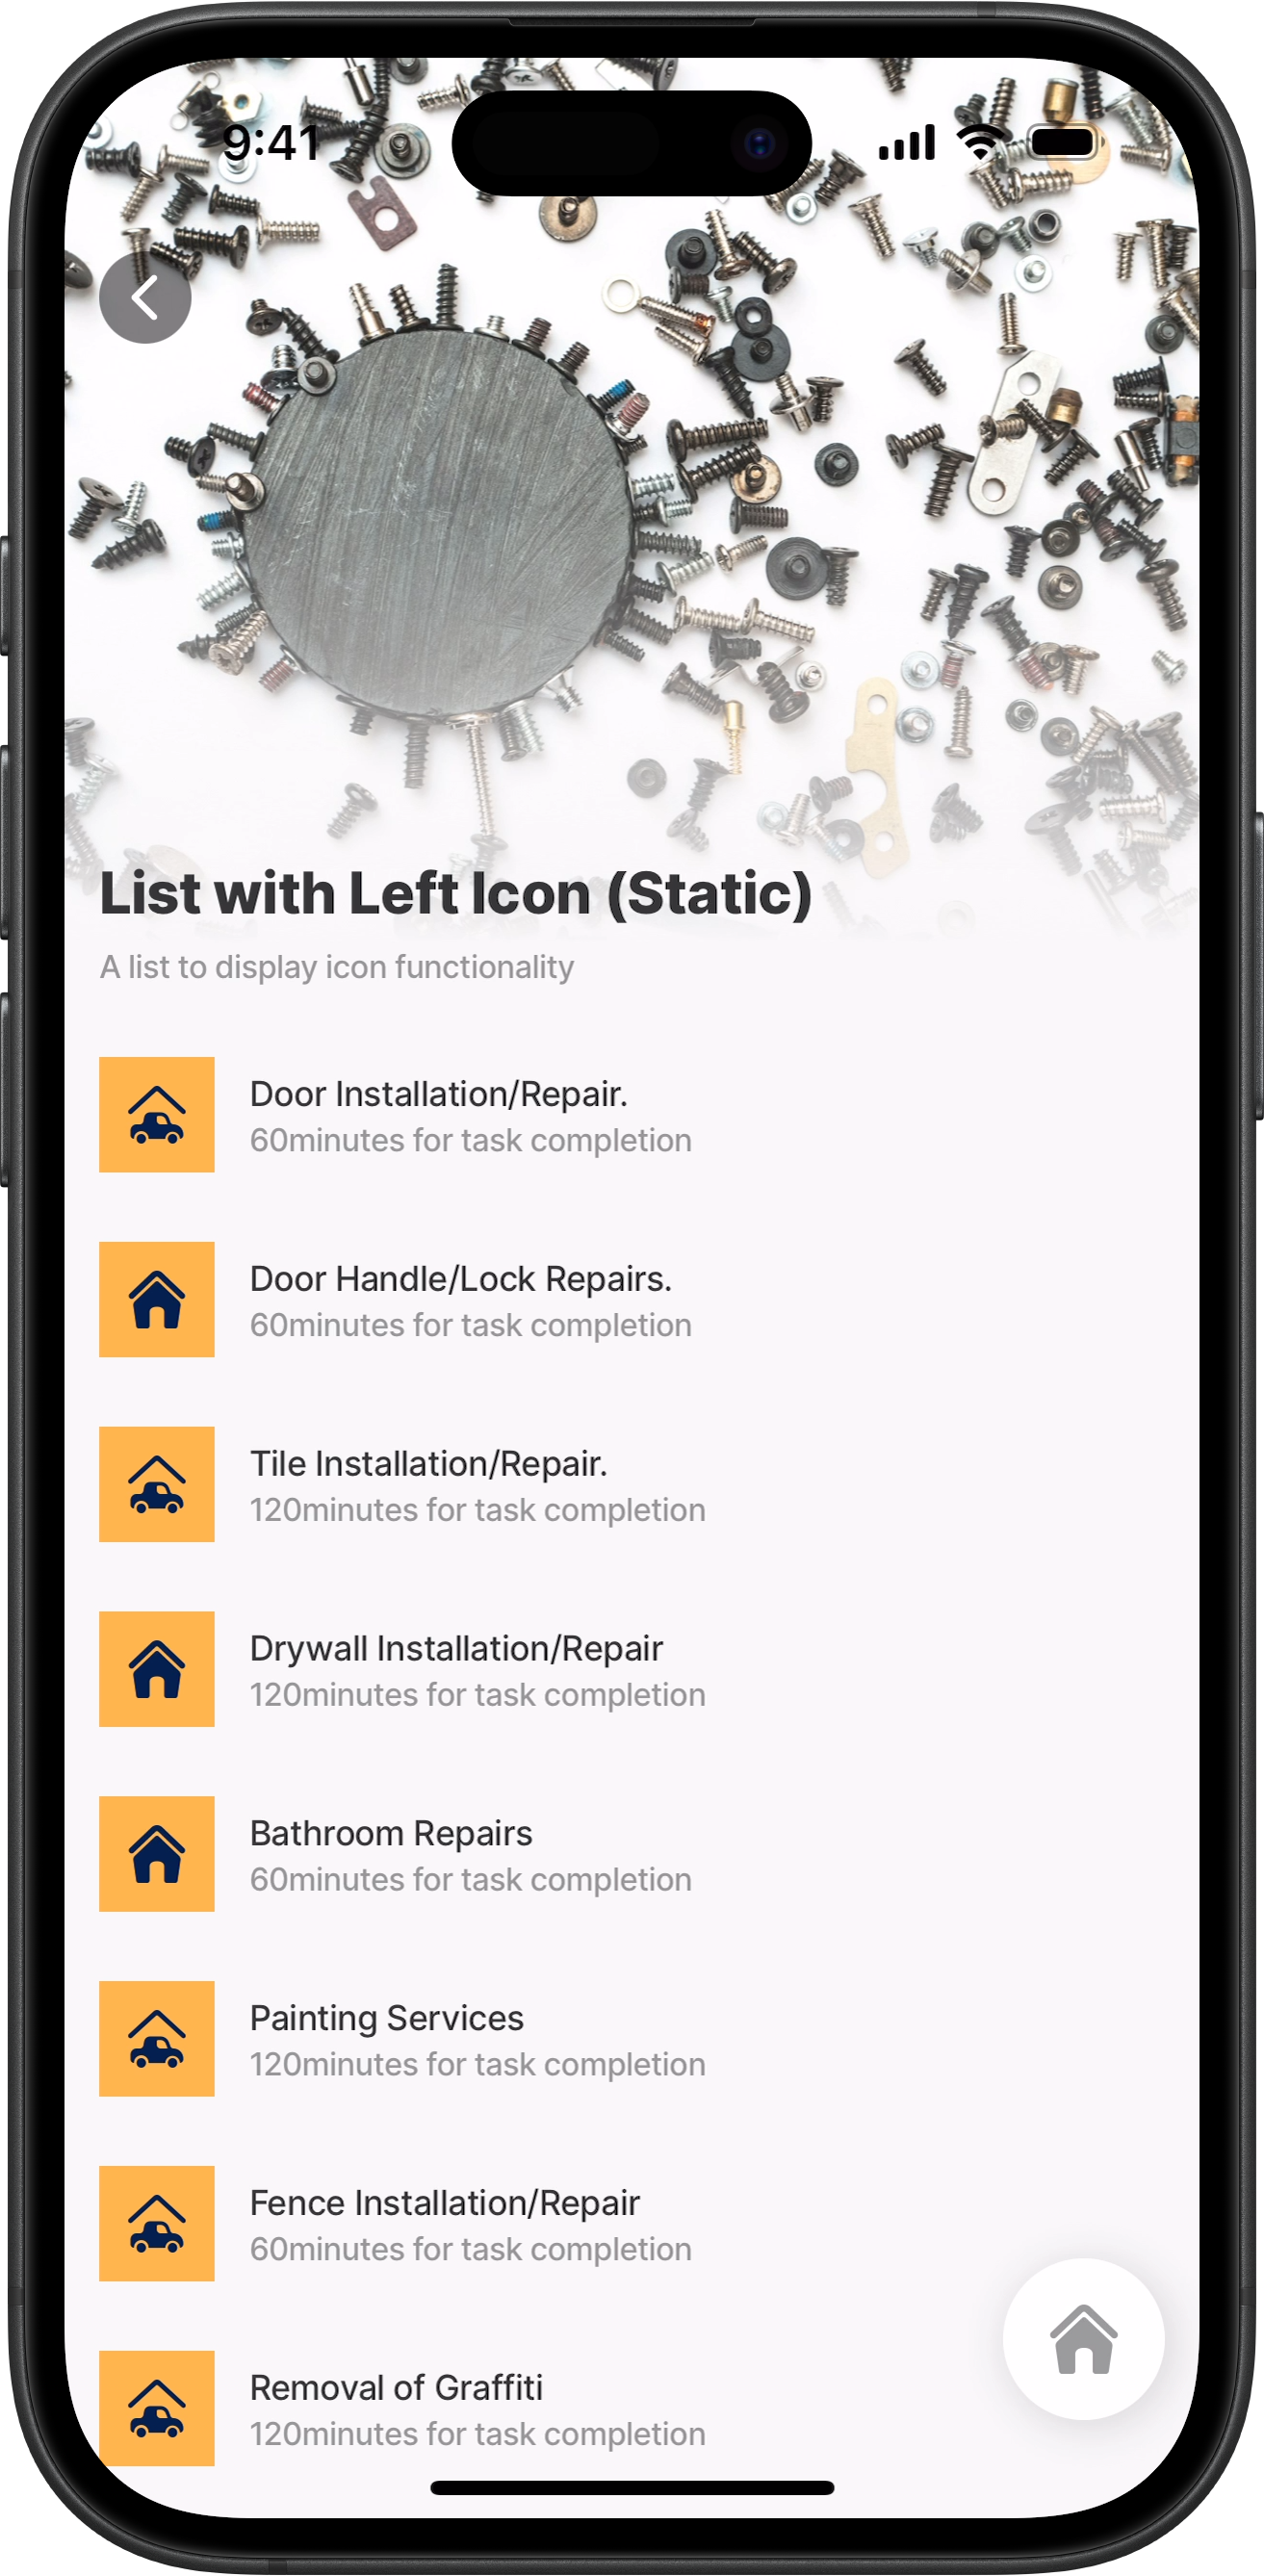 9:41
List with Left Icon (Static)
A list to display icon functionality
Door Installation/Repair.
60minutes for task completion
Door Handle/Lock Repairs.
60minutes for task completion
Tile Installation/Repair.
120minutes for task completion
Drywall Installation/Repair
120minutes for task completion
Bathroom Repairs
60minutes for task completion
Painting Services
120minutes for task completion
Fence Installation/Repair
60minutes for task completion
Removal of Graffiti
120minutes for task completion